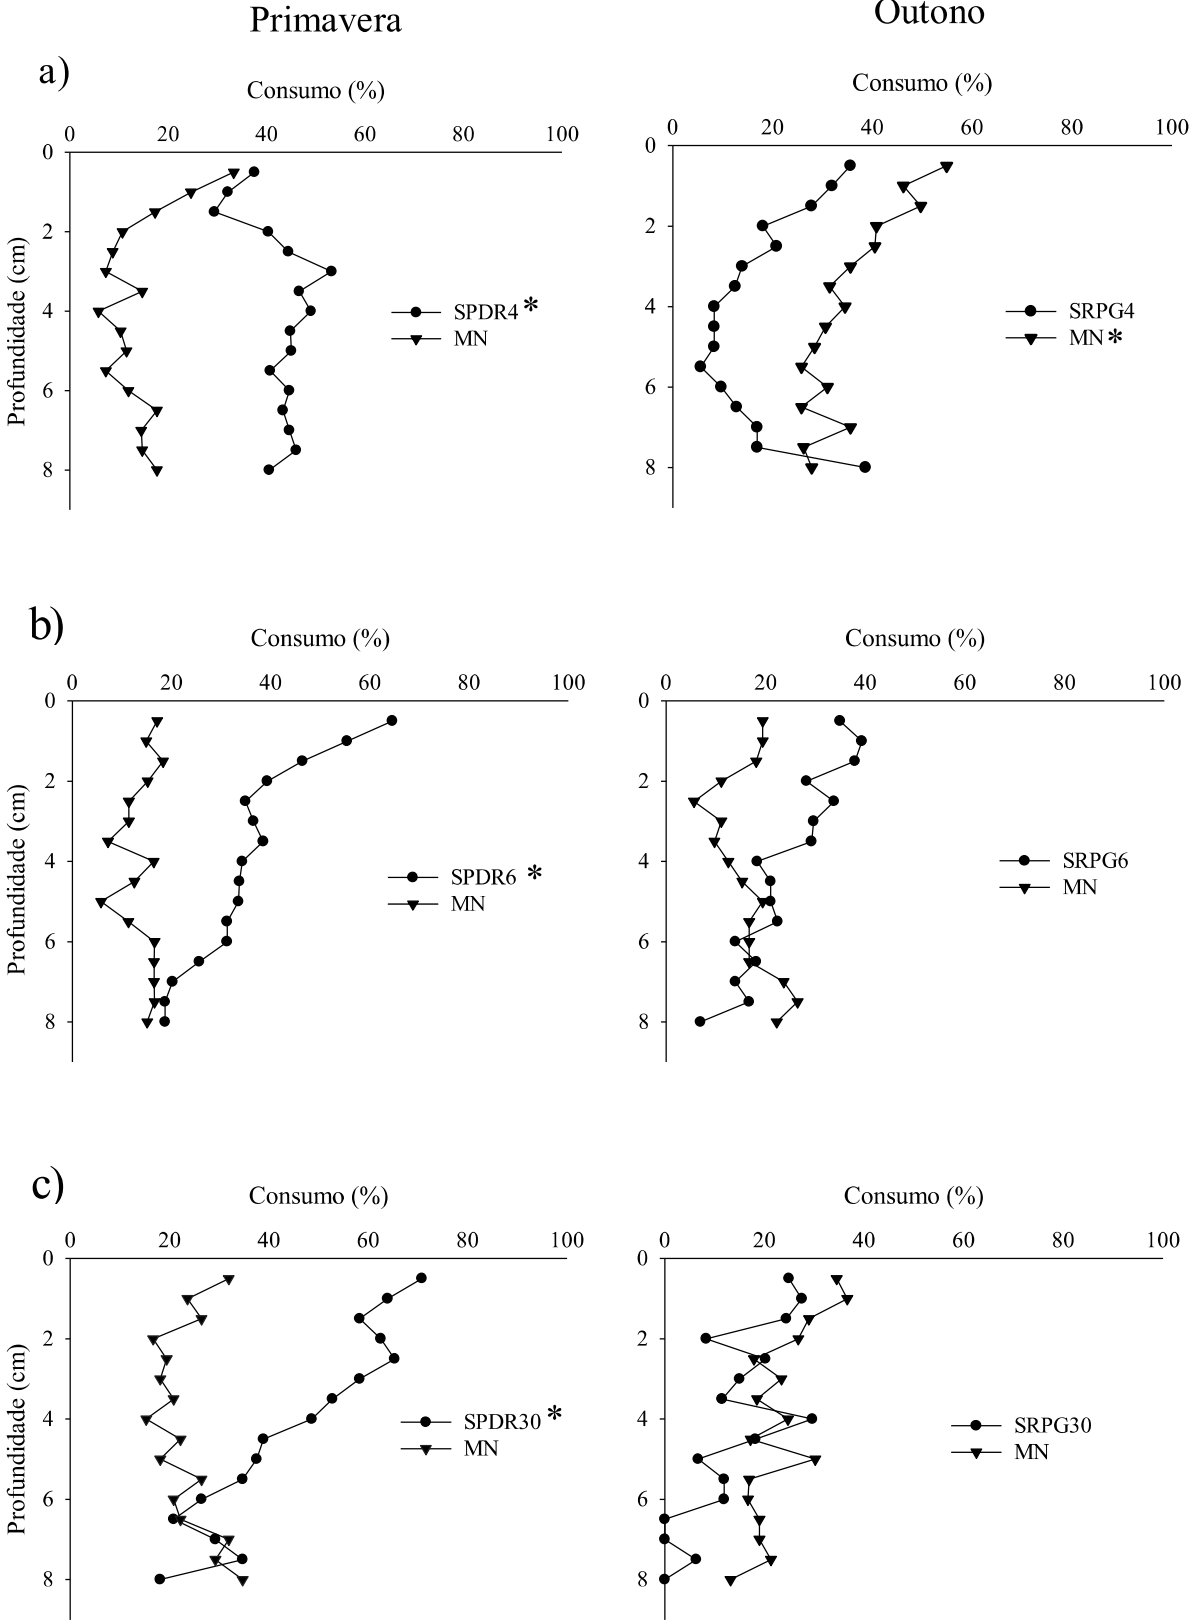 Primavera
Outono
a)
Consumo (%)
0 20 40 60 80 100
0
2
4
6
8
Profundidade (cm)
SPDR4 *
MN
Consumo (%)
0 20 40 60 80 100
0
2
4
6
8
SRPG4
MN *
b)
Consumo (%)
0 20 40 60 80 100
0
2
4
6
8
Profundidade (cm)
SPDR6 *
MN
Consumo (%)
0 20 40 60 80 100
0
2
4
6
8
SRPG6
MN
c)
Consumo (%)
0 20 40 60 80 100
0
2
4
6
8
Profundidade (cm)
SPDR30 *
MN
Consumo (%)
0 20 40 60 80 100
0
2
4
6
8
SRPG30
MN